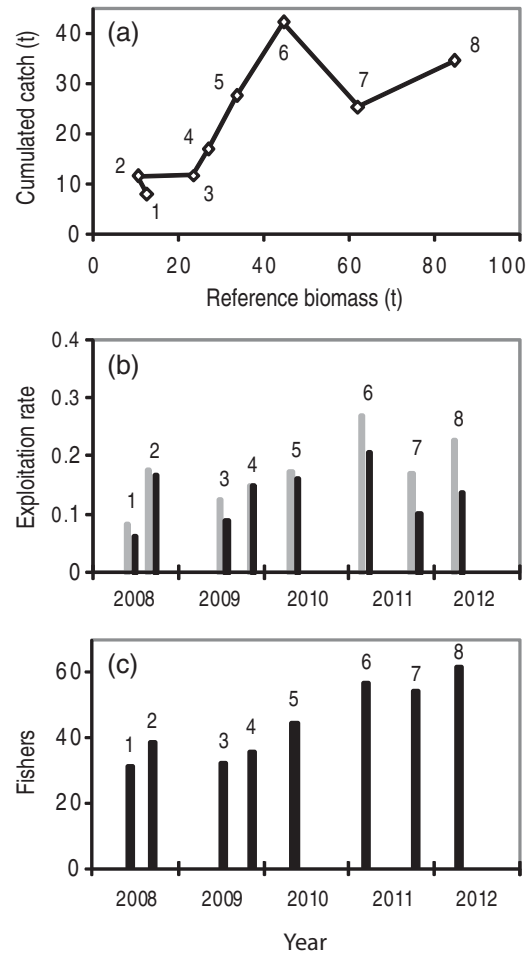 (a)
Cumulated catch (t)
40
30
20
10
0
1
2
3
4
5
6
7
8
0 20 40 60 80 100
Reference biomass (t)
(b)
Exploitation rate
0.4
0.3
0.2
0.1
0
1 2 3 4 5 6 7 8
2008 2009 2010 2011 2012
(c)
Fishers
60
40
20
0
1 2 3 4 5 6 7 8
2008 2009 2010 2011 2012
Year